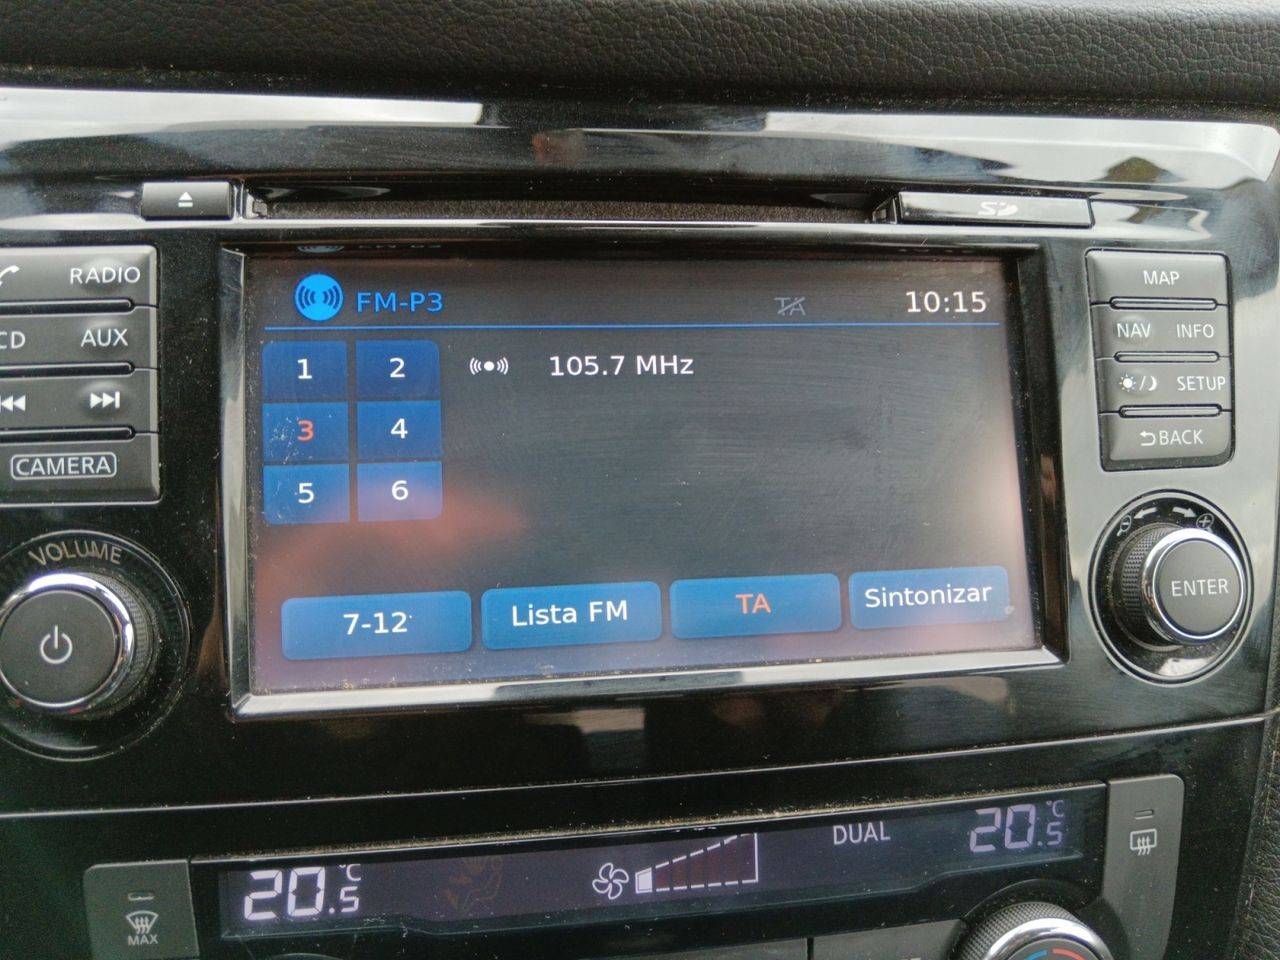 SD
RADIO
CD
AUX
CAMERA
VOLUME
FM-P3
TA
10:15
1
2
105.7 MHz
3
4
5
6
7-12
Lista FM
TA
Sintonizar
MAP
NAV
INFO
SETUP
BACK
ENTER
20.5 °C
DUAL
20.5 °C
MAX